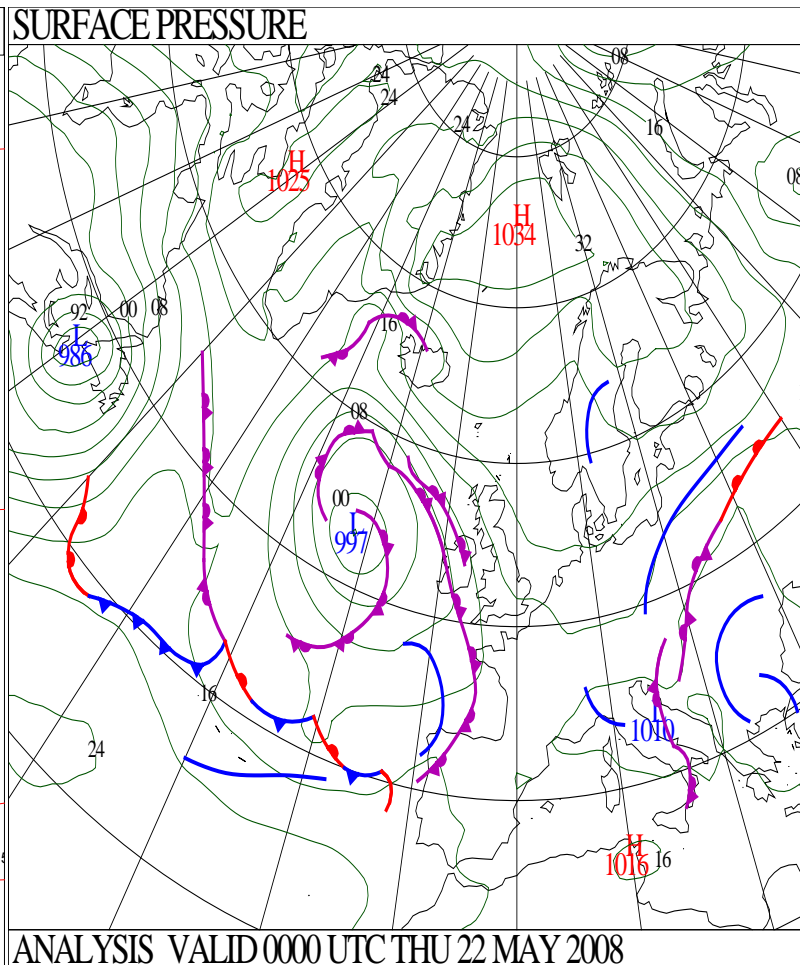 SURFACE PRESSURE
08
24
24
24
16
H
1025
08
H
1034
32
92
00
08
L
986
16
08
00
L
997
16
L
1010
24
H
1016
16
ANALYSIS VALID 0000 UTC THU 22 MAY 2008